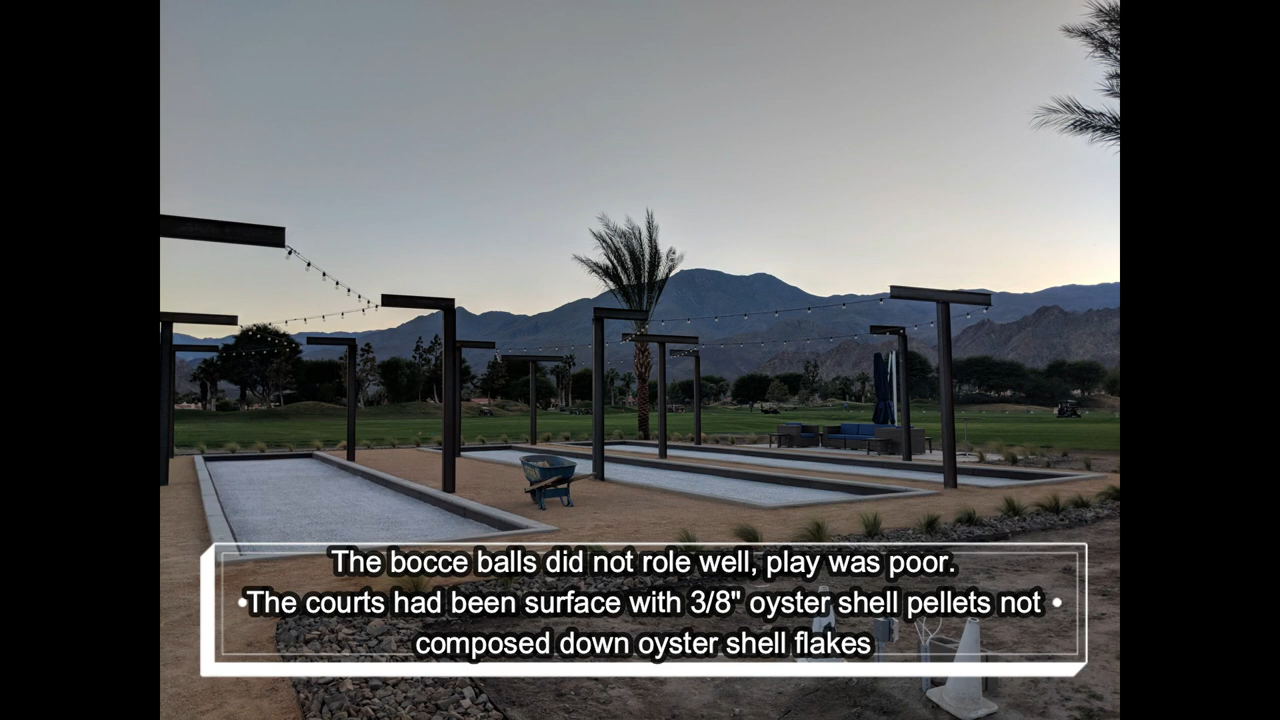 The bocce balls did not role well, play was poor.
•The courts had been surface with 3/8" oyster shell pellets not •
composed down oyster shell flakes